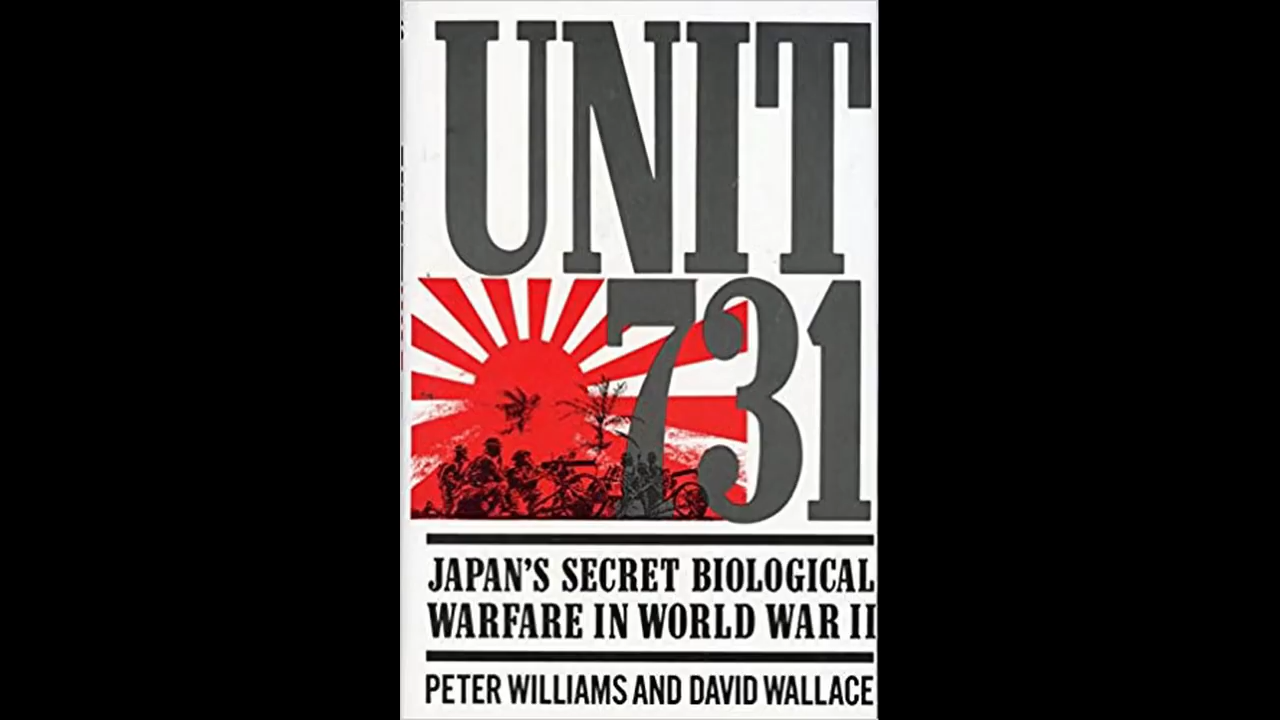 UNIT
731
JAPAN'S SECRET BIOLOGICAL
WARFARE IN WORLD WAR II
PETER WILLIAMS AND DAVID WALLACE